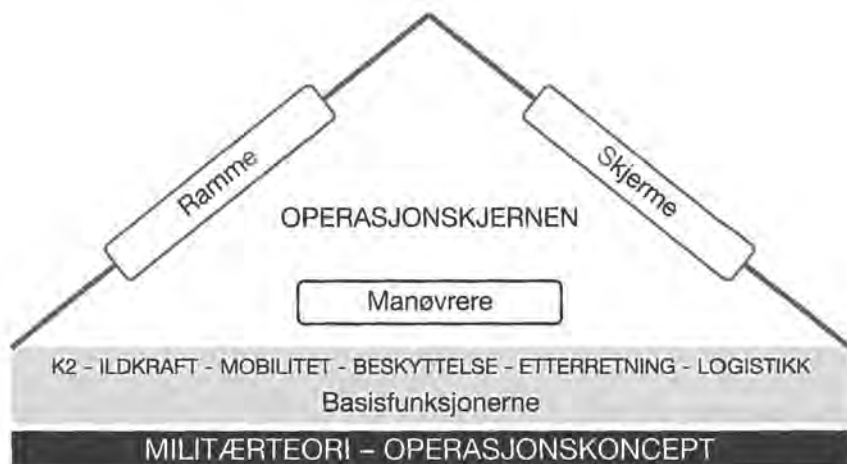 Ramme
Skjerme
OPERASJONSKJERNEN
Manøvrere
K2 - ILDKRAFT - MOBILITET - BESKYTTELSE - ETTERRETNING - LOGISTIKK
Basisfunksjonerne
MILITÆRTEORI – OPERASJONSKONCEPT